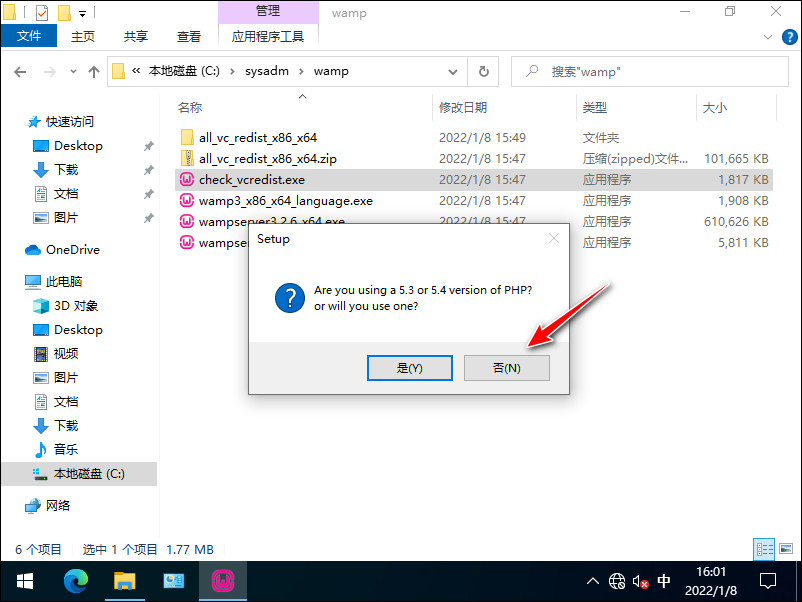 管理
wamp
文件
主页
共享
查看
应用程序工具
« 本地磁盘 (C:) › sysadm › wamp
搜索"wamp"
名称
修改日期
类型
大小
all_vc_redist_x86_x64 2022/1/8 15:49 文件夹
all_vc_redist_x86_x64.zip 2022/1/8 15:47 压缩(zipped)文件... 101,665 KB
check_vcredist.exe 2022/1/8 15:47 应用程序 1,817 KB
wamp3_x86_x64_language.exe 2022/1/8 15:47 应用程序 1,908 KB
wampserver3.2.6_x64.exe 2022/1/8 15:47 应用程序 610,626 KB
应用程序 5,811 KB
快速访问
Desktop
下载
文档
图片
OneDrive
此电脑
3D 对象
Desktop
视频
图片
文档
下载
音乐
本地磁盘 (C:)
网络
Setup
Are you using a 5.3 or 5.4 version of PHP?
or will you use one?
是(Y)
否(N)
6 个项目
选中 1 个项目 1.77 MB
中
16:01
2022/1/8